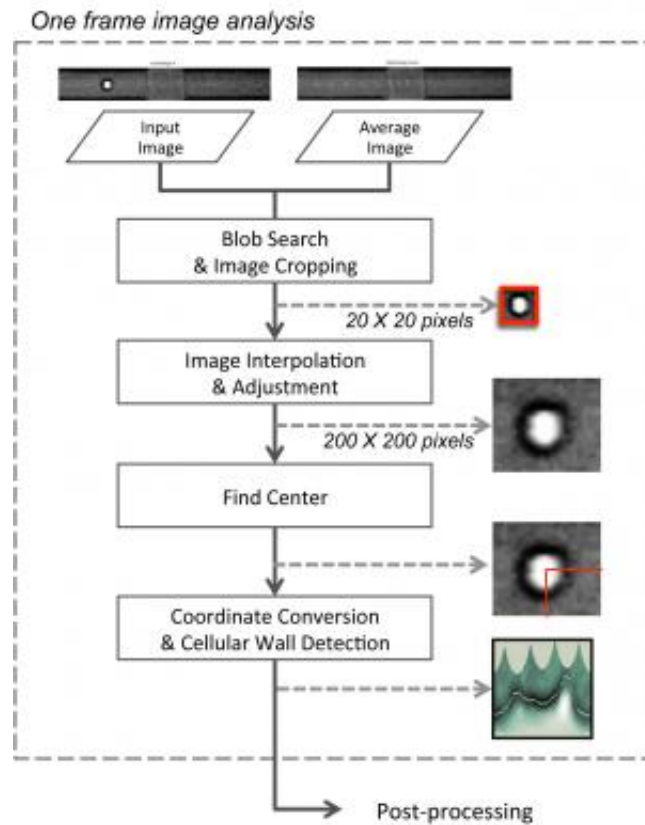 One frame image analysis
Input
Image
Average
Image
Blob Search
& Image Cropping
20 X 20 pixels
Image Interpolation
& Adjustment
200 X 200 pixels
Find Center
Coordinate Conversion
& Cellular Wall Detection
Post-processing